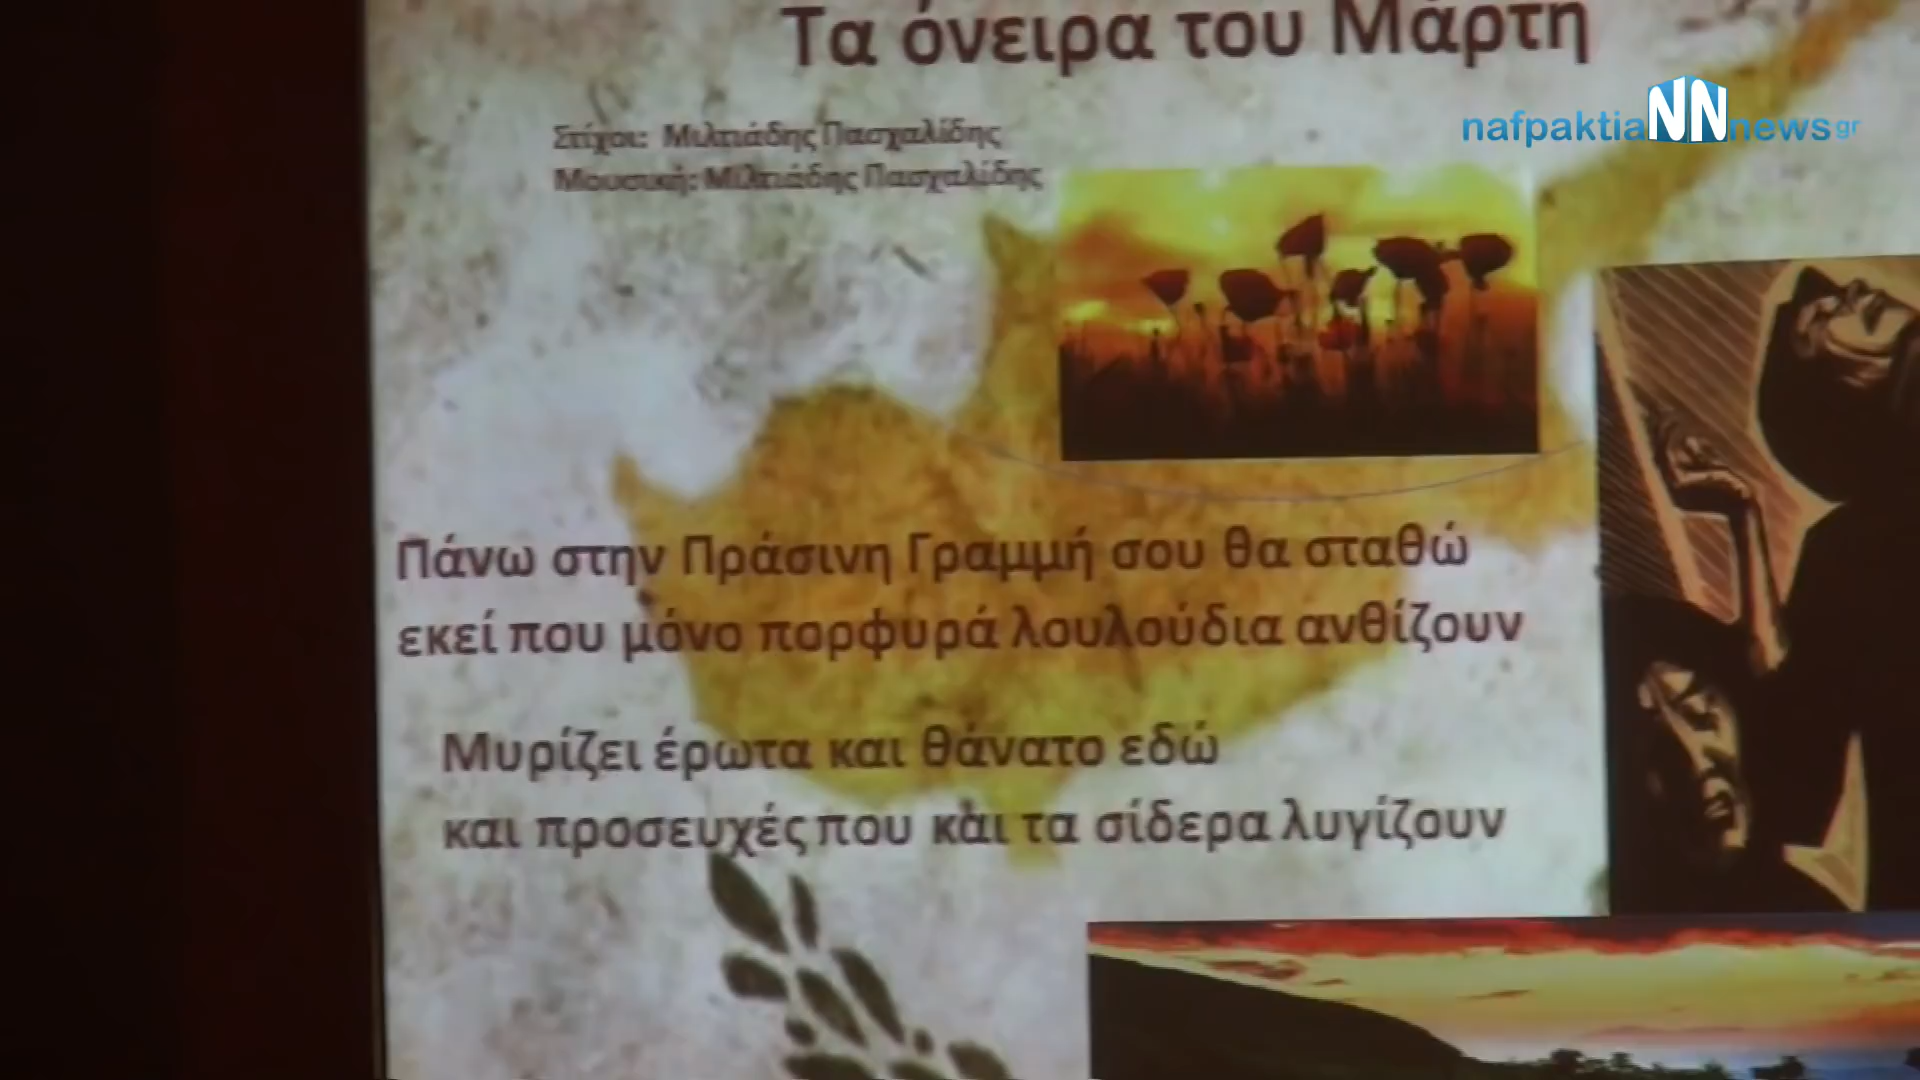 Τα όνειρα του Μάρτη
nafpaktiaNNnews.gr
Στίχοι: Μιλτιάδης Πασχαλίδης
Μουσική: Μιλτιάδης Πασχαλίδης
Πάνω στην Πράσινη Γραμμή σου θα σταθώ
εκεί που μόνο πορφυρά λουλούδια ανθίζουν
Μυρίζει έρωτα και θάνατο εδώ
και προσευχές που και τα σίδερα λυγίζουν